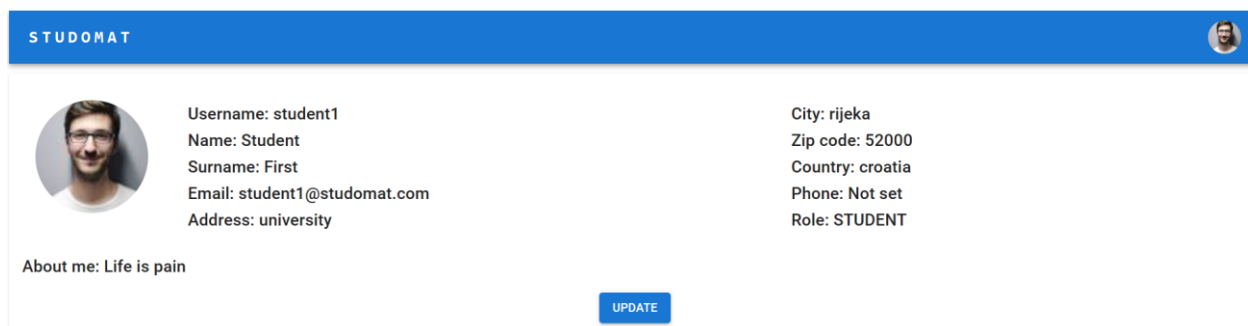 STUDOMAT
Username: student1
Name: Student
Surname: First
Email: student1@studomat.com
Address: university
City: rijeka
Zip code: 52000
Country: croatia
Phone: Not set
Role: STUDENT
About me: Life is pain
UPDATE